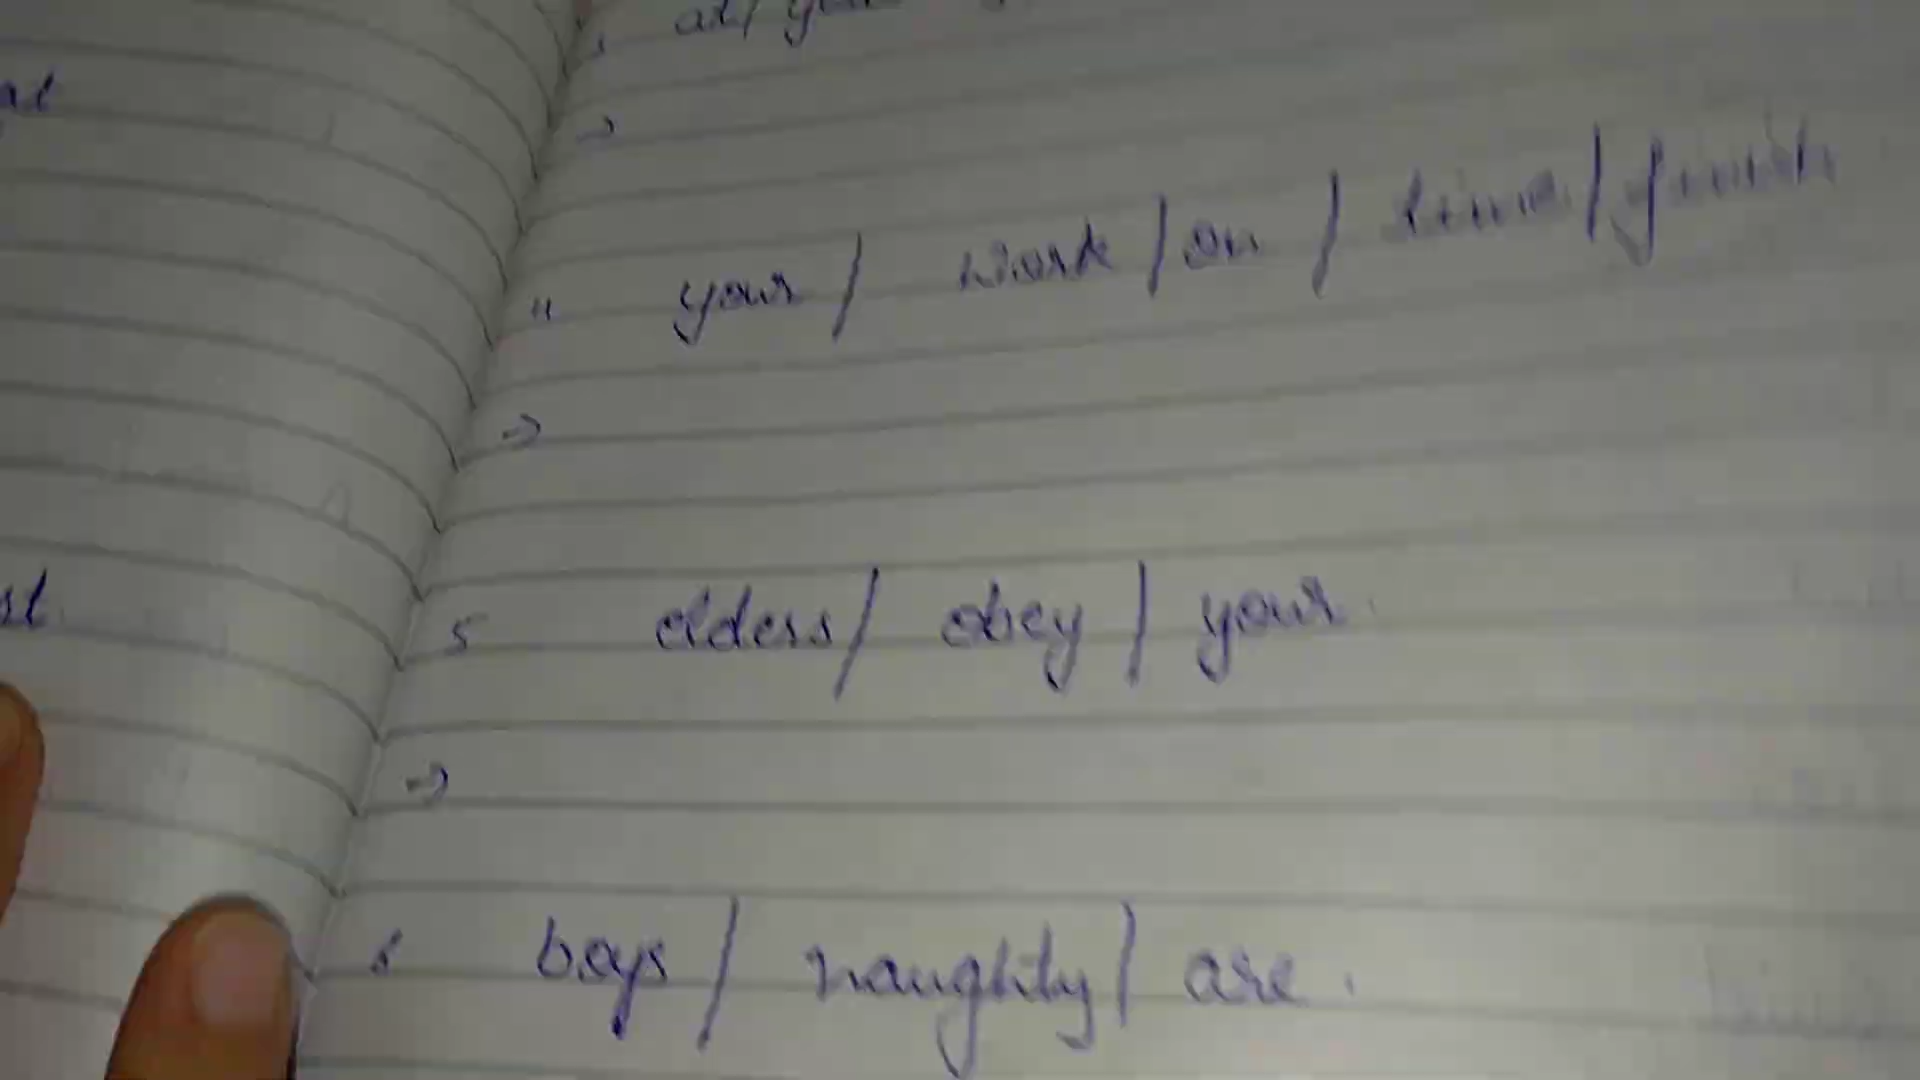 4 your / work / on / time / finish
5 elders / obey / your.
6 boys / naughty / are.